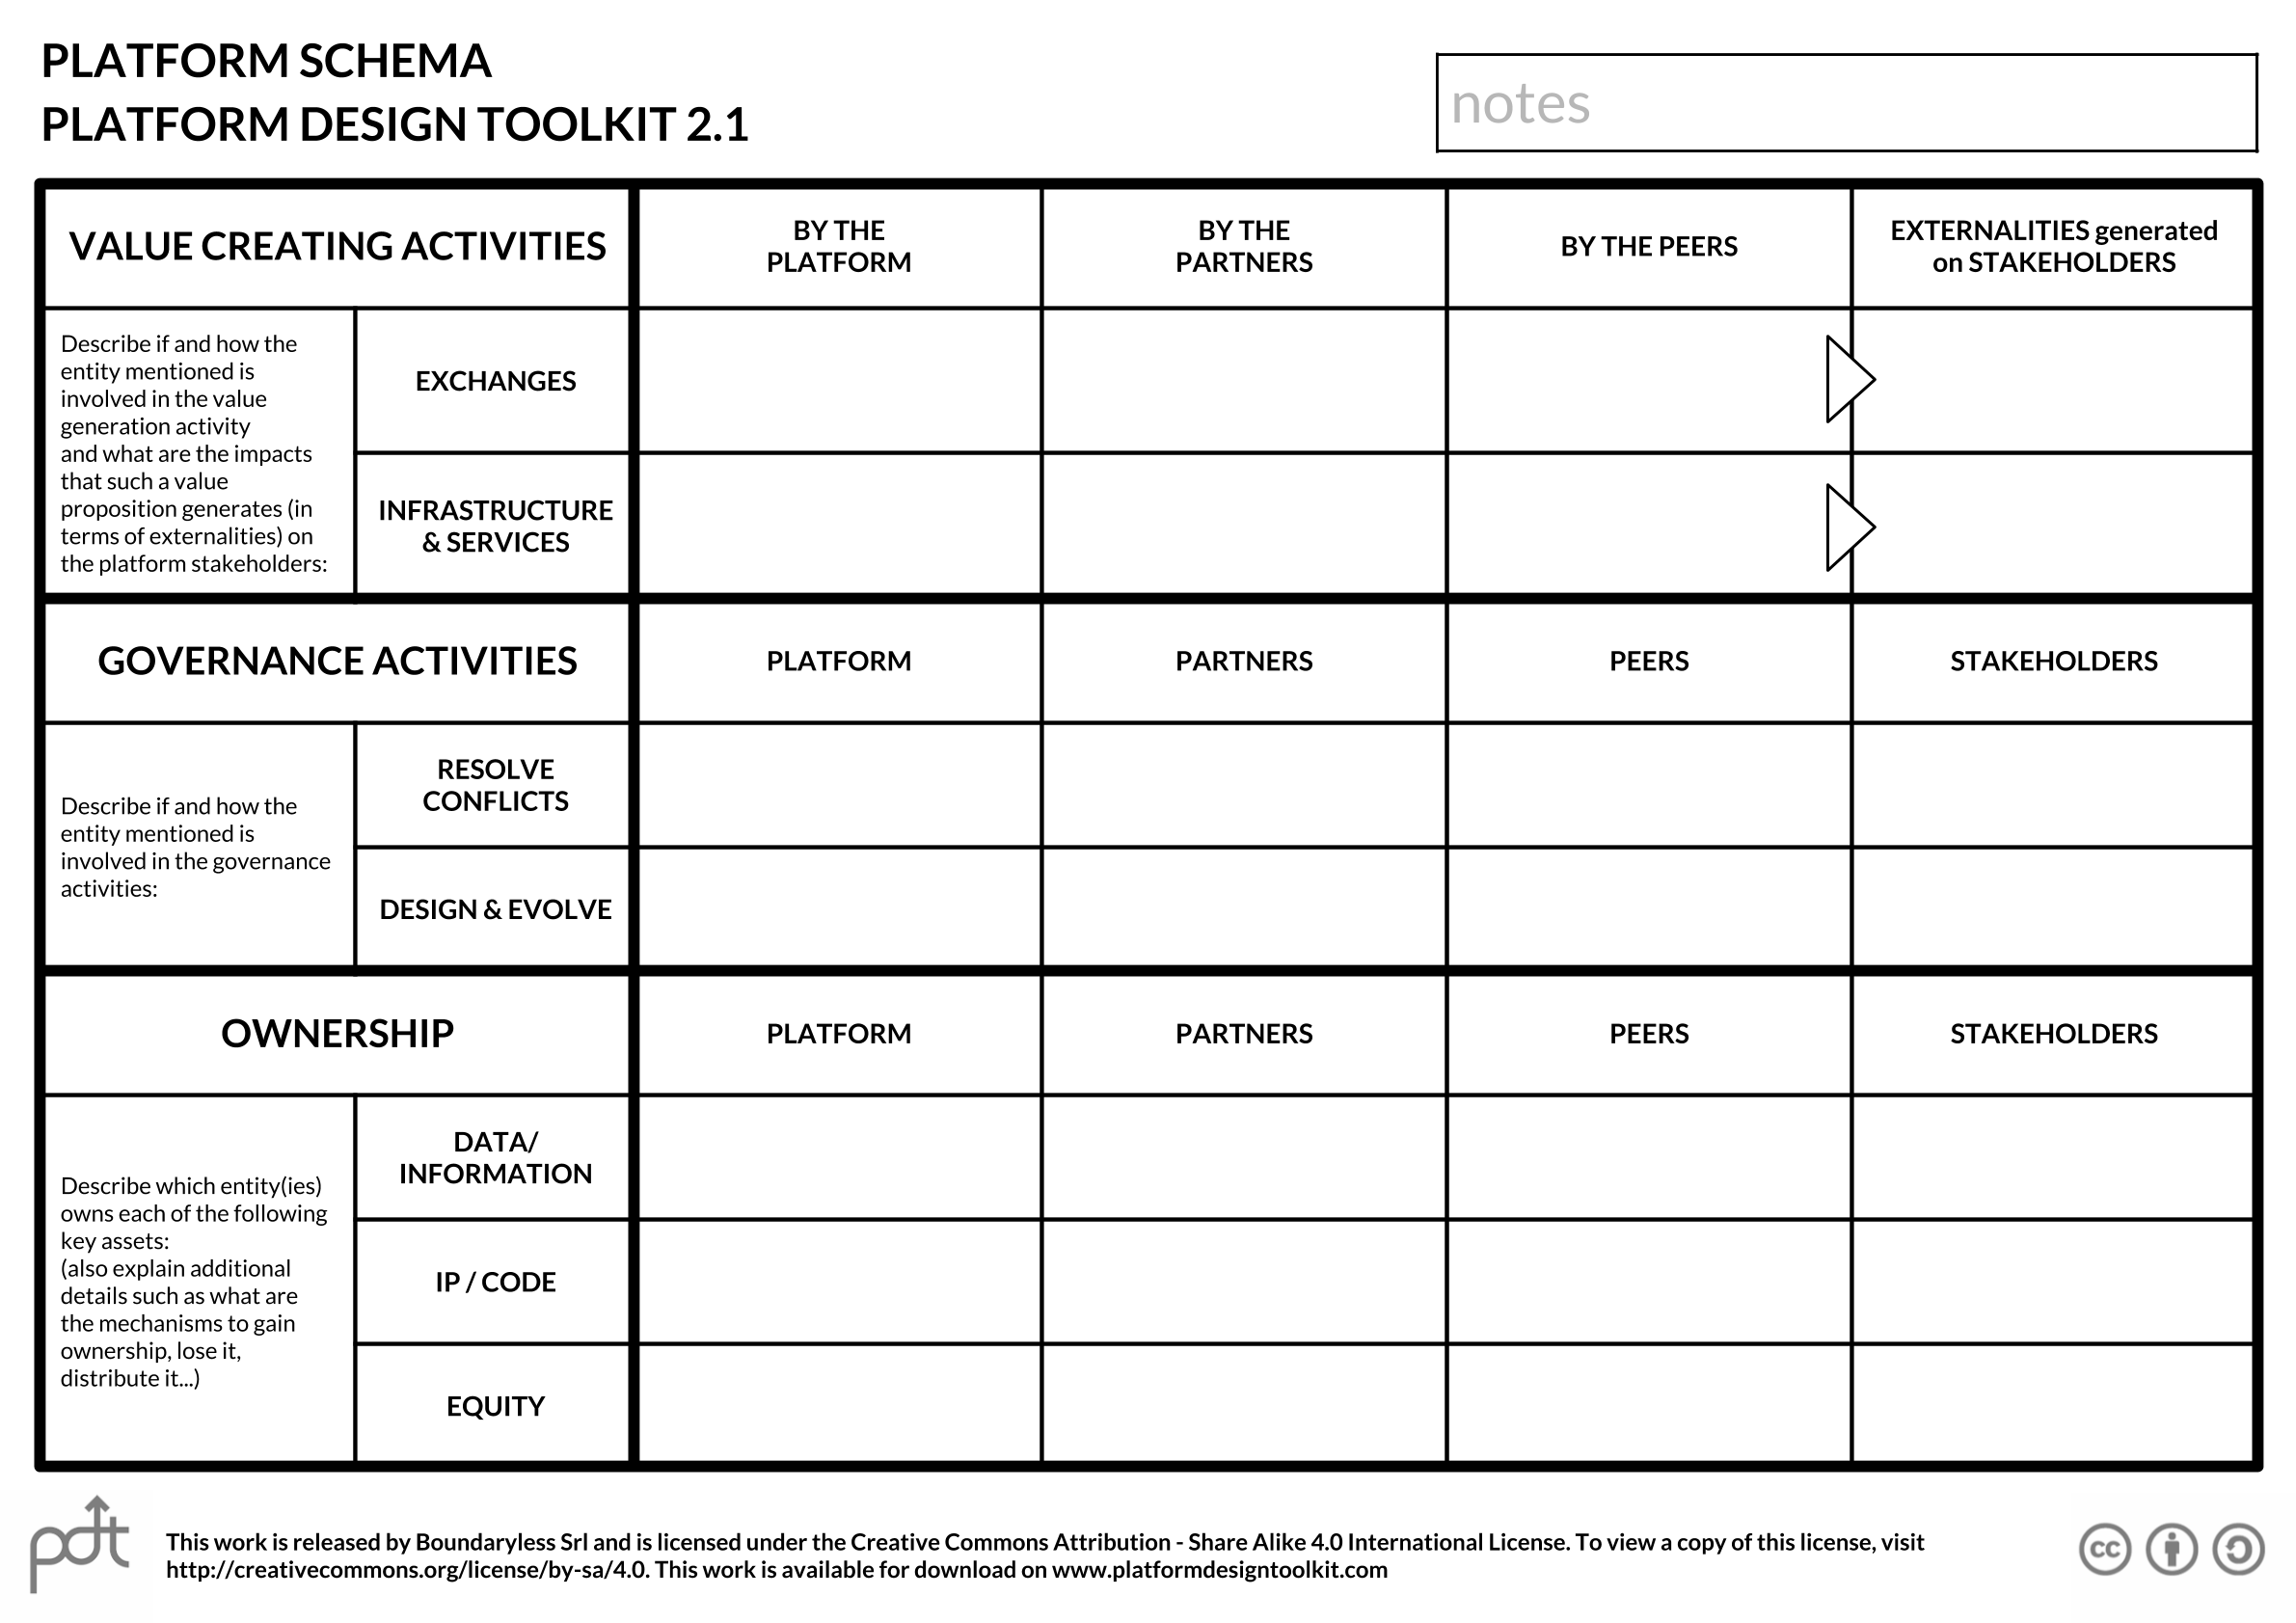 PLATFORM SCHEMA
PLATFORM DESIGN TOOLKIT 2.1
notes
VALUE CREATING ACTIVITIES
BY THE
PLATFORM
BY THE
PARTNERS
BY THE PEERS
EXTERNALITIES generated
on STAKEHOLDERS
Describe if and how the
entity mentioned is
involved in the value
generation activity
and what are the impacts
that such a value
proposition generates (in
terms of externalities) on
the platform stakeholders:
EXCHANGES
INFRASTRUCTURE
& SERVICES
GOVERNANCE ACTIVITIES
PLATFORM
PARTNERS
PEERS
STAKEHOLDERS
Describe if and how the
entity mentioned is
involved in the governance
activities:
RESOLVE
CONFLICTS
DESIGN & EVOLVE
OWNERSHIP
PLATFORM
PARTNERS
PEERS
STAKEHOLDERS
Describe which entity(ies)
owns each of the following
key assets:
(also explain additional
details such as what are
the mechanisms to gain
ownership, lose it,
distribute it...)
DATA/
INFORMATION
IP / CODE
EQUITY
pdt
This work is released by Boundaryless Srl and is licensed under the Creative Commons Attribution - Share Alike 4.0 International License. To view a copy of this license, visit
http://creativecommons.org/license/by-sa/4.0. This work is available for download on www.platformdesigntoolkit.com
cc